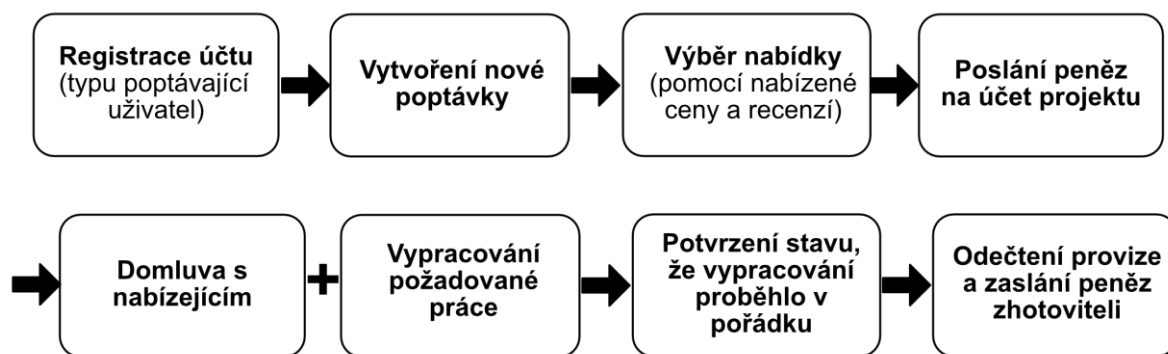 Registrace účtu
(typu poptávající
uživatel)
Vytvoření nové
poptávky
Výběr nabídky
(pomocí nabízené
ceny a recenzí)
Poslání peněz
na účet projektu
Domluva s
nabízejícím
+
Vypracování
požadované
práce
Potvrzení stavu,
že vypracování
proběhlo v
pořádku
Odečtení provize
a zaslání peněz
zhotoviteli